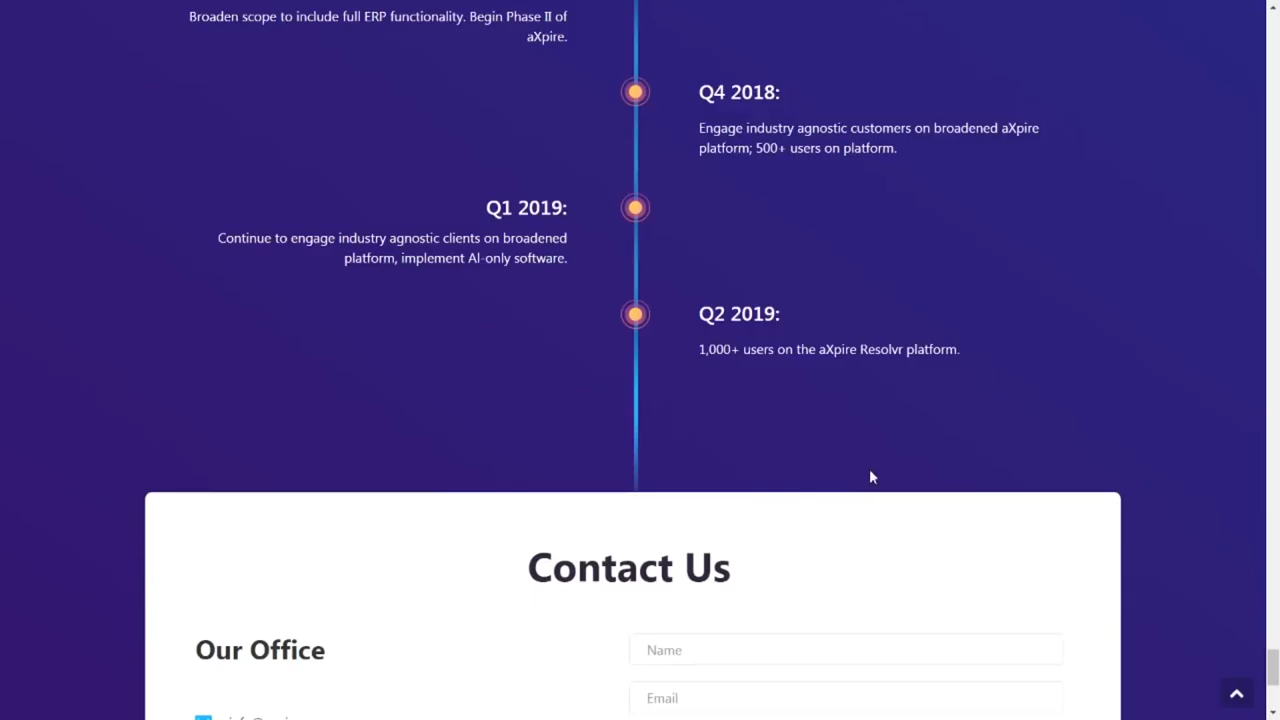 Broaden scope to include full ERP functionality. Begin Phase II of
aXpire.
Q4 2018:
Engage industry agnostic customers on broadened aXpire
platform; 500+ users on platform.
Q1 2019:
Continue to engage industry agnostic clients on broadened
platform, implement AI-only software.
Q2 2019:
1,000+ users on the aXpire Resolvr platform.
Contact Us
Our Office
Name
Email